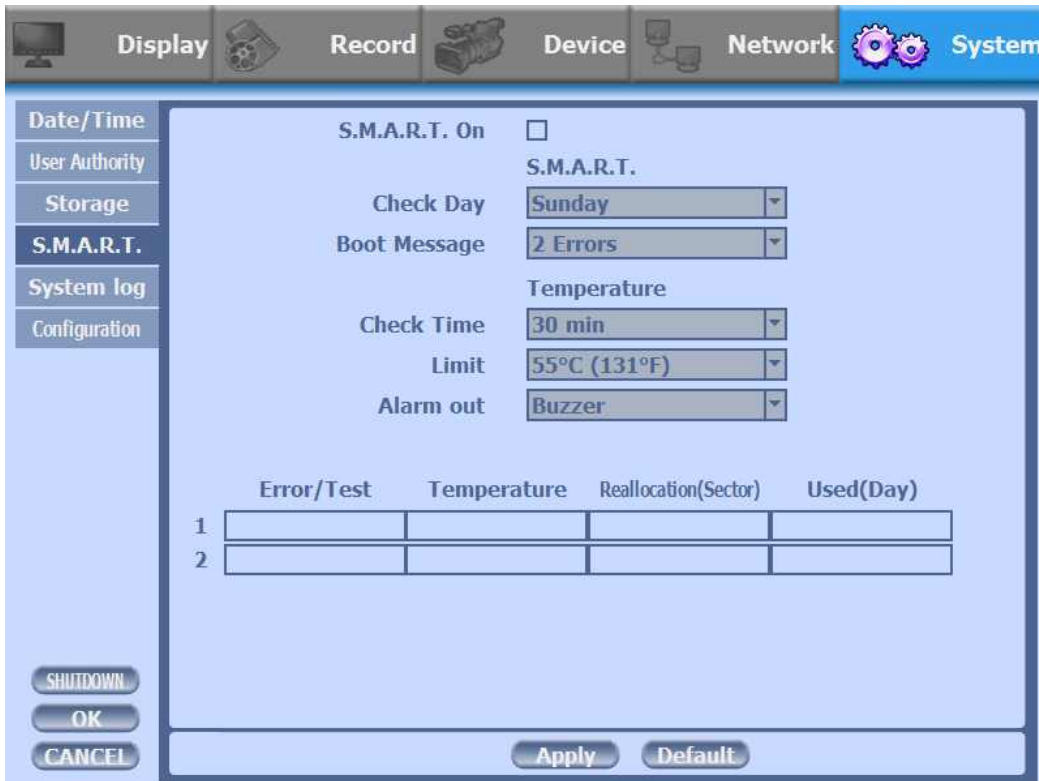 Display Record Device Network System
Date/Time
User Authority
Storage
S.M.A.R.T.
System log
Configuration
S.M.A.R.T. On
S.M.A.R.T.
Check Day Sunday
Boot Message 2 Errors
Temperature
Check Time 30 min
Limit 55°C (131°F)
Alarm out Buzzer
Error/Test Temperature Reallocation(Sector) Used(Day)
1
2
SHUTDOWN
OK
CANCEL
Apply Default